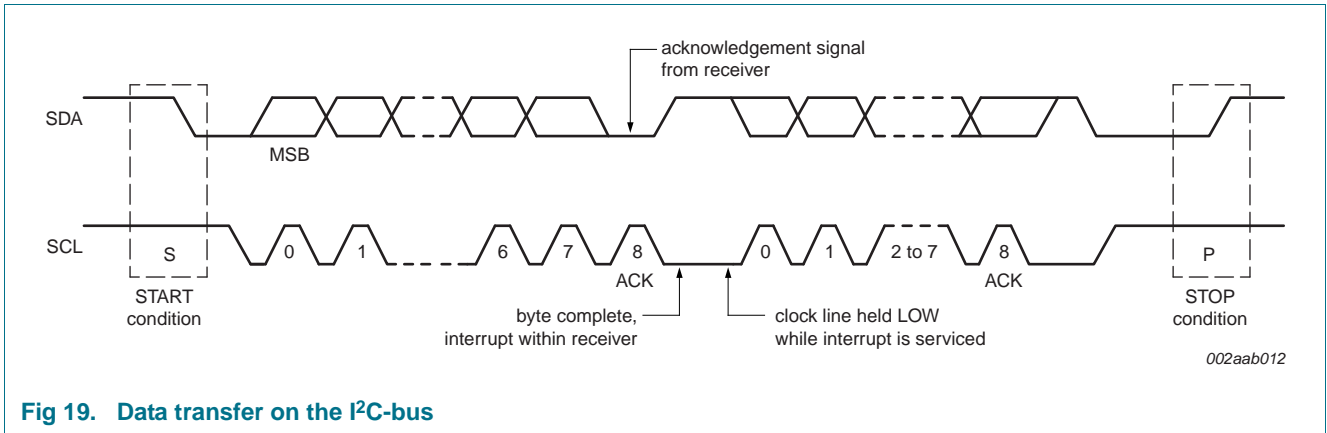 acknowledgement signal
from receiver
SDA
MSB
SCL
S
0
1
6
7
8
0
1
2 to 7
8
P
ACK
ACK
START
condition
byte complete,
interrupt within receiver
clock line held LOW
while interrupt is serviced
STOP
condition
002aab012
Fig 19. Data transfer on the I²C-bus